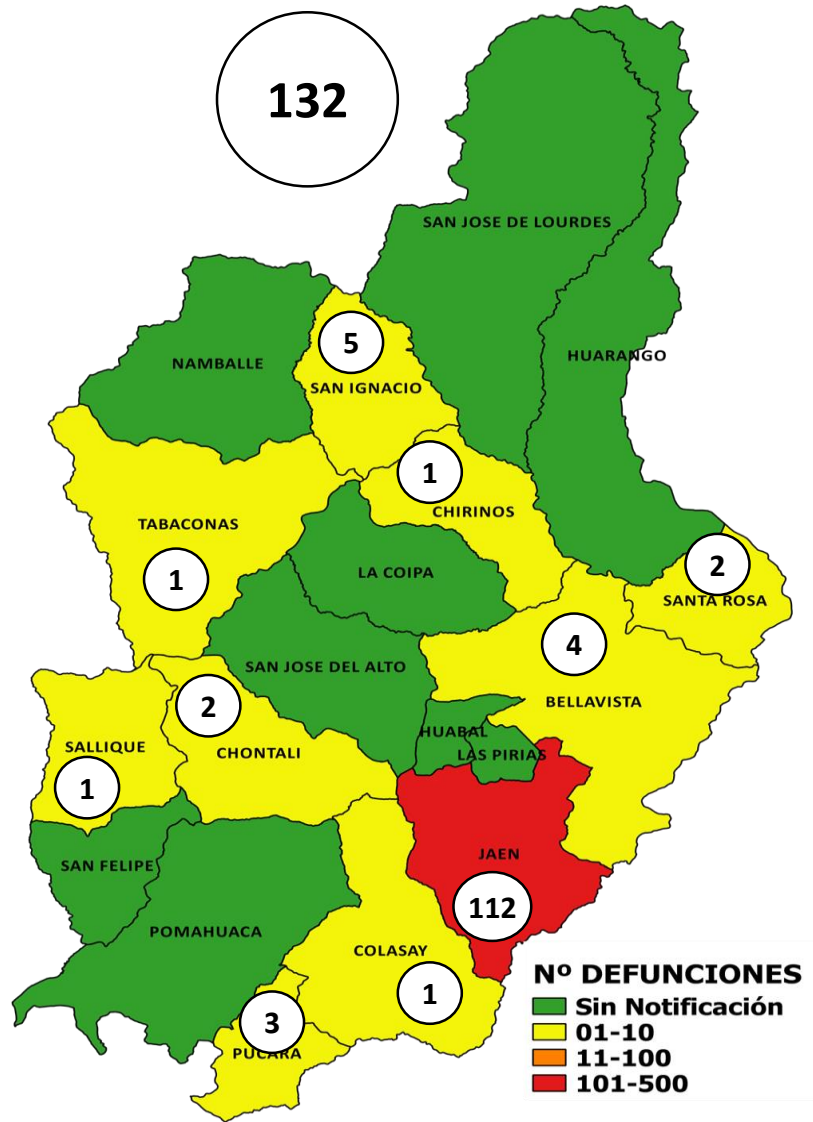 132
SAN JOSE DE LOURDES
HUARANGO
NAMBALLE
5
SAN IGNACIO
1
CHIRINOS
TABACONAS
1
LA COIPA
2
SANTA ROSA
4
BELLAVISTA
SAN JOSE DEL ALTO
2
CHONTALI
HUABAL
LAS PIRIAS
SALLIQUE
1
JAEN
112
SAN FELIPE
POMAHUACA
COLASAY
1
3
PUCARA
Nº DEFUNCIONES
Sin Notificación
01-10
11-100
101-500